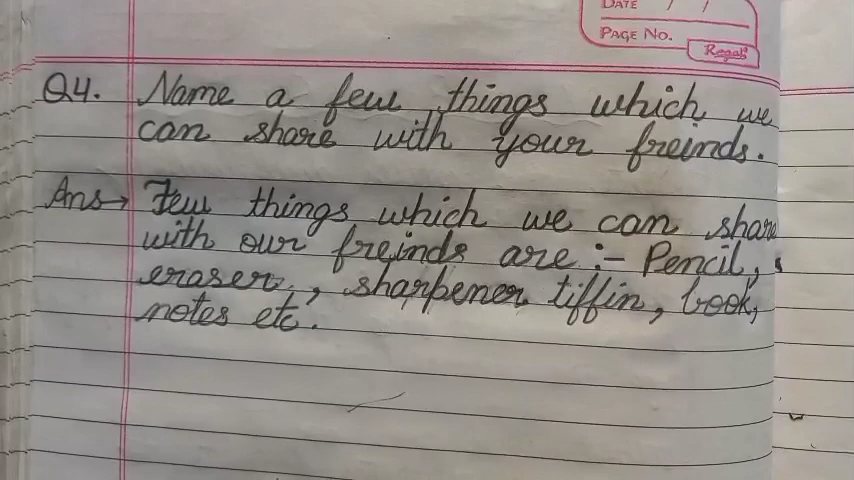 DATE / /
PAGE No.
Regal
Q4. Name a few things which we
can share with your freinds.
Ans→ Few things which we can share
with our freinds are :- Pencil,
eraser, sharpener tiffin, book,
notes etc.